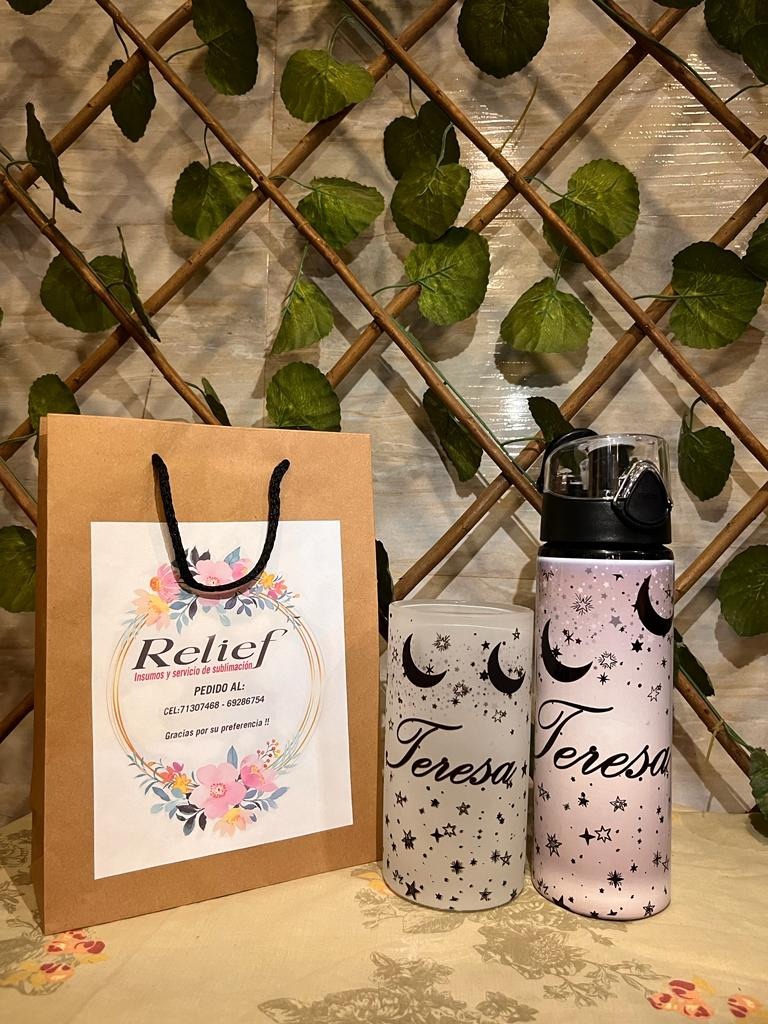 Relief
Insumos y servicio de sublimación
PEDIDO AL:
CEL:71307468 - 69286754
Gracias por su preferencia !!
Teresa
Teresa